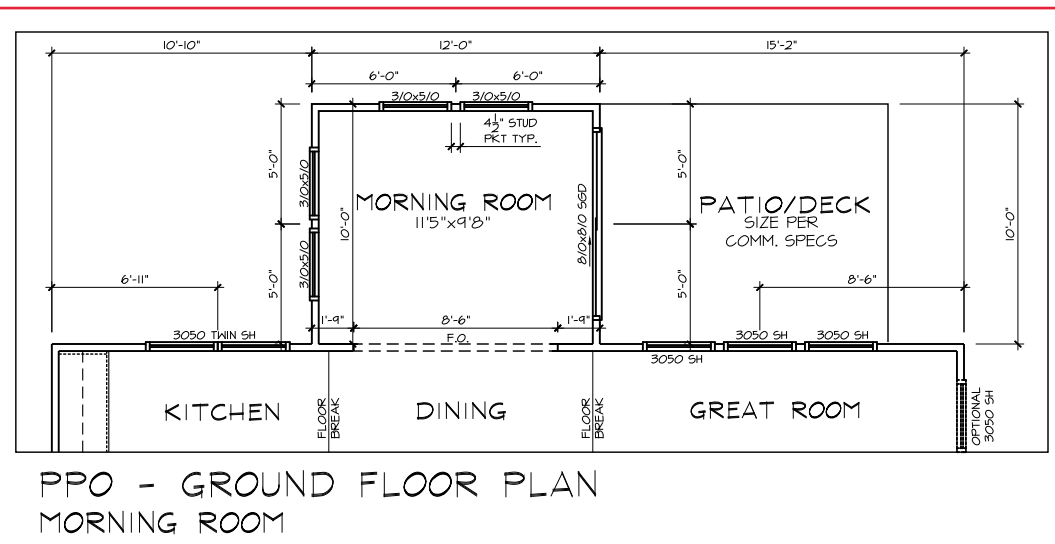 10'-10"
12'-0"
15'-2"
6'-0"
6'-0"
3/0x5/0
3/0x5/0
4½" STUD
PKT TYP.
5'-0"
3/0x5/0
10'-0"
MORNING ROOM
11'5"x9'8"
8/0x8/0 SGD
5'-0"
PATIO/DECK
SIZE PER
COMM. SPECS
10'-0"
6'-11"
5'-0"
3/0x5/0
5'-0"
8'-6"
1'-9"
8'-6"
1'-9"
3050 TWIN SH
F.O.
3050 SH
3050 SH
3050 SH
KITCHEN
FLOOR
BREAK
DINING
FLOOR
BREAK
GREAT ROOM
OPTIONAL
3050 SH
PPO - GROUND FLOOR PLAN
MORNING ROOM